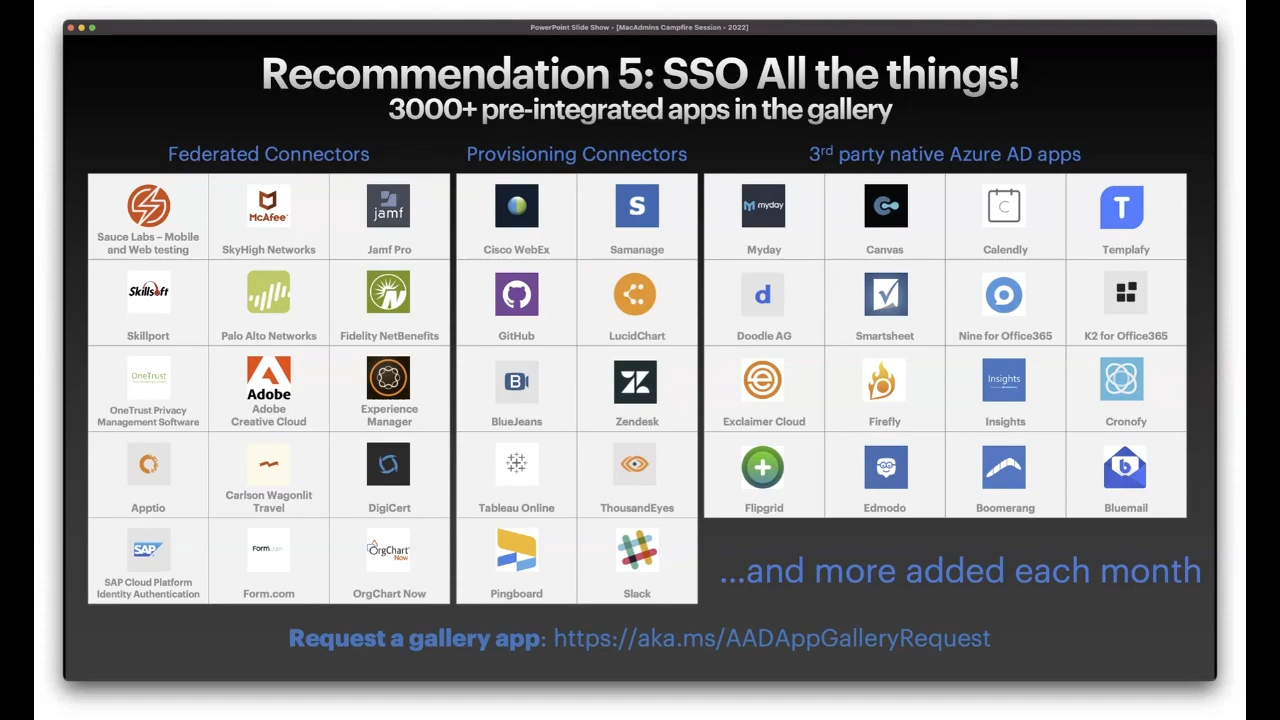 PowerPoint Slide Show - [MacAdmins Campfire Session - 2022]
Recommendation 5: SSO All the things!
3000+ pre-integrated apps in the gallery
Federated Connectors
Sauce Labs – Mobile
and Web testing
McAfee
SkyHigh Networks
jamf
Jamf Pro
Skillsoft
Skillport
Palo Alto Networks
Fidelity NetBenefits
OneTrust
OneTrust Privacy
Management Software
Adobe
Adobe
Creative Cloud
Experience
Manager
Apptio
Carlson Wagonlit
Travel
DigiCert
SAP
SAP Cloud Platform
Identity Authentication
Form.com
Form.com
OrgChart
Now
OrgChart Now
Provisioning Connectors
Cisco WebEx
S
Samanage
GitHub
LucidChart
B
BlueJeans
Zendesk
Tableau Online
ThousandEyes
Pingboard
Slack
3rd party native Azure AD apps
myday
Myday
Canvas
C
Calendly
T
Templafy
d
Doodle AG
Smartsheet
Nine for Office365
K2 for Office365
Exclaimer Cloud
Firefly
Insights
Insights
Cronofy
Flipgrid
Edmodo
Boomerang
b
Bluemail
...and more added each month
Request a gallery app: https://aka.ms/AADAppGalleryRequest